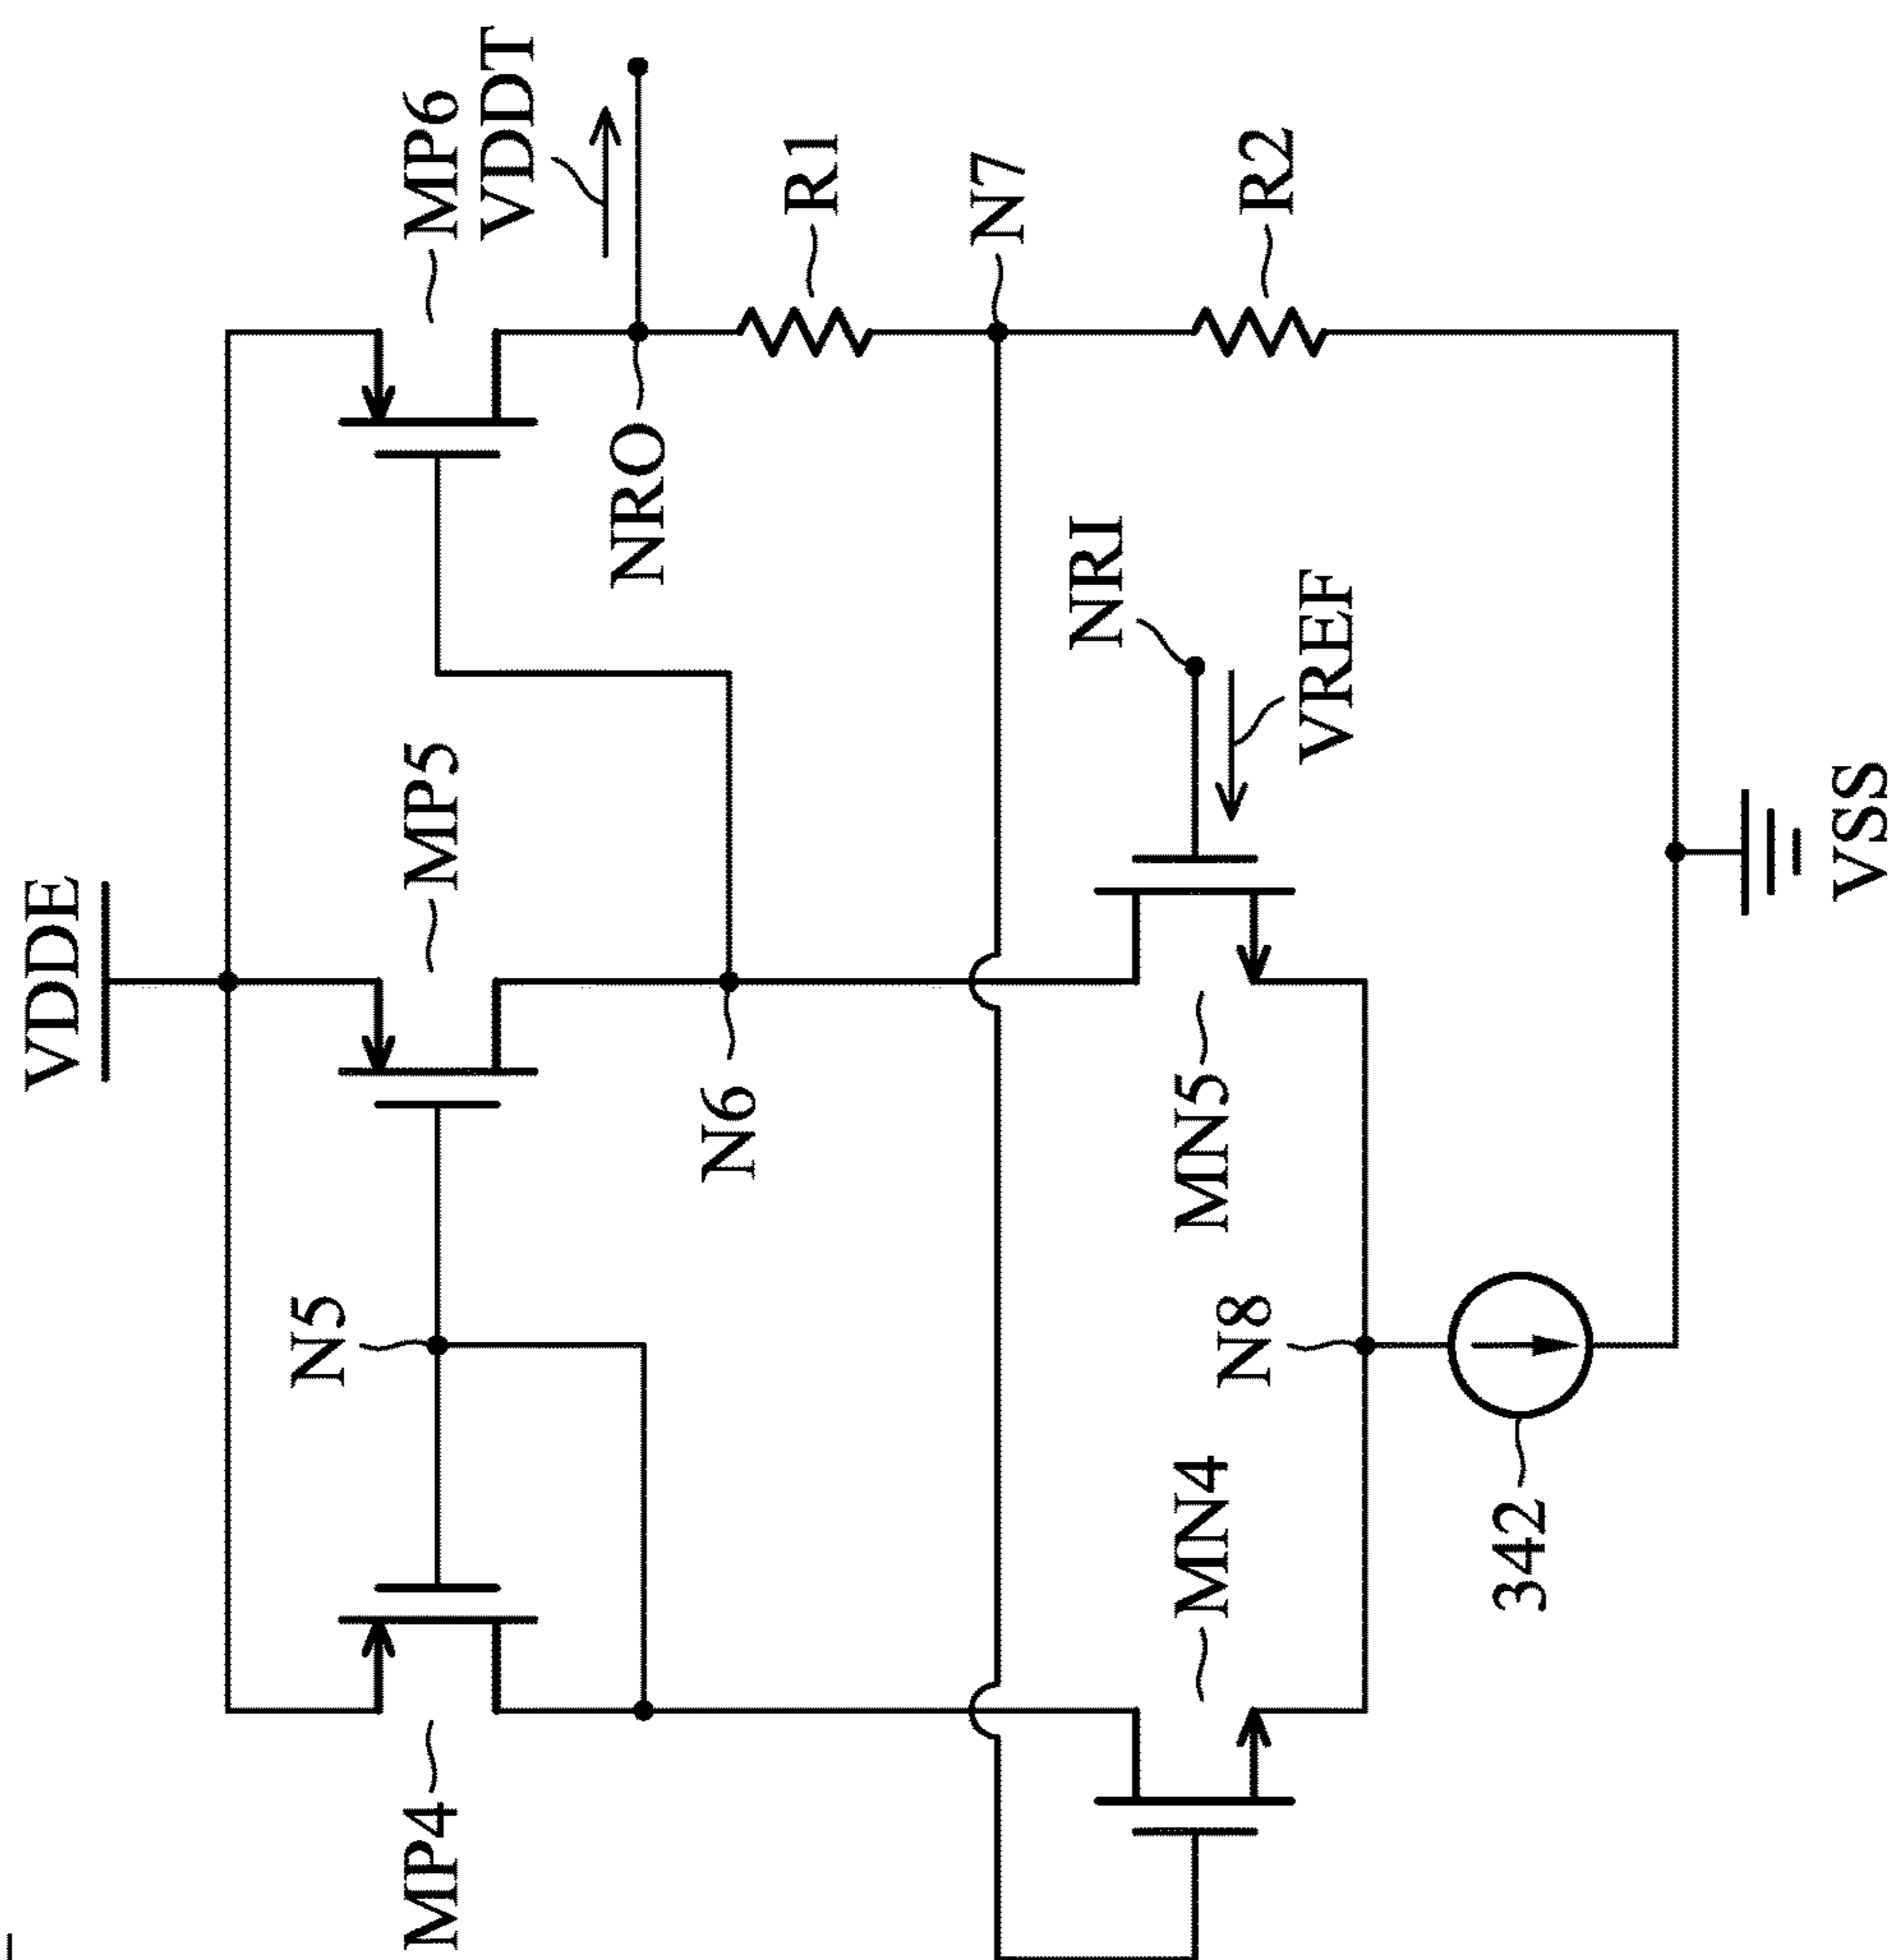 VDDE
MP4
N5
MP5
MP6
VDDT
NRO
R1
N6
N7
NRI
VREF
MN4
MN5
R2
N8
342
VSS